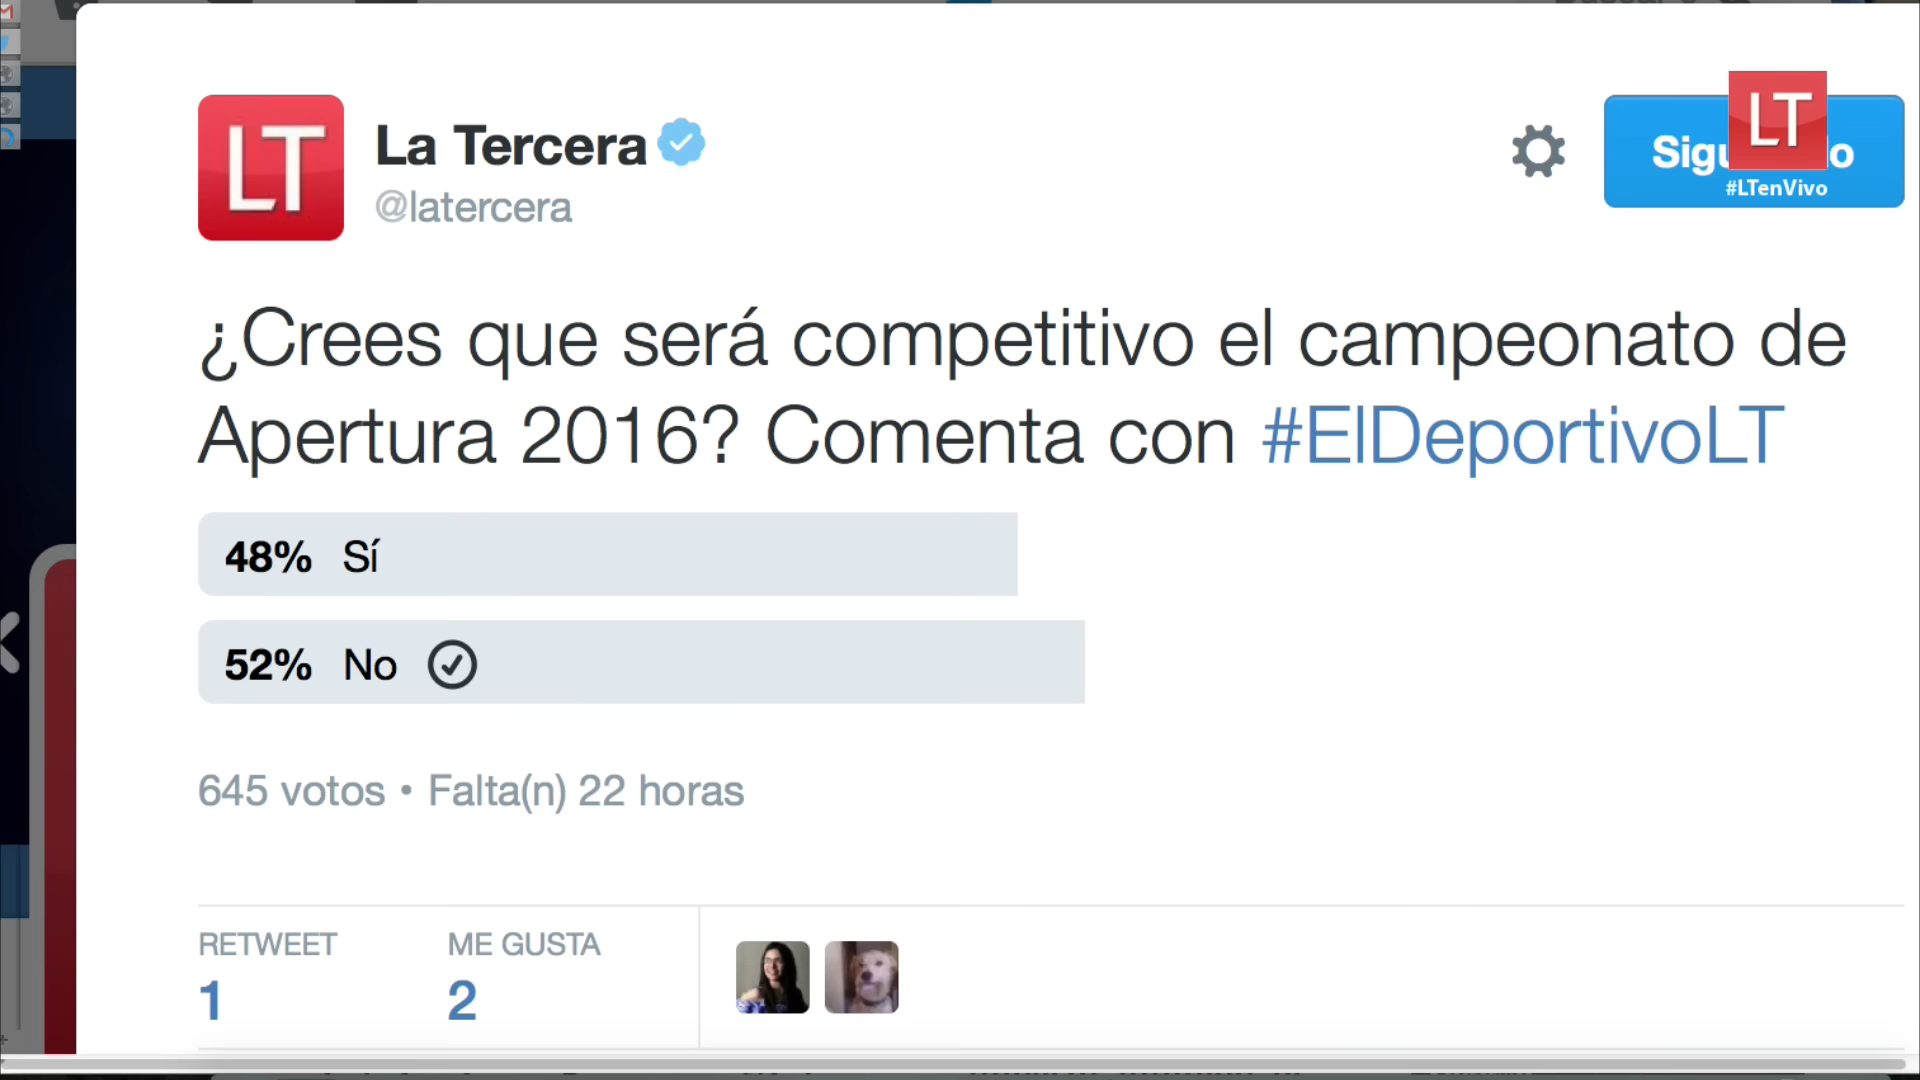 LT
La Tercera
@latercera
LT
#LTenVivo
¿Crees que será competitivo el campeonato de
Apertura 2016? Comenta con #ElDeportivoLT
48% Sí
52% No
645 votos • Falta(n) 22 horas
RETWEET ME GUSTA
1 2